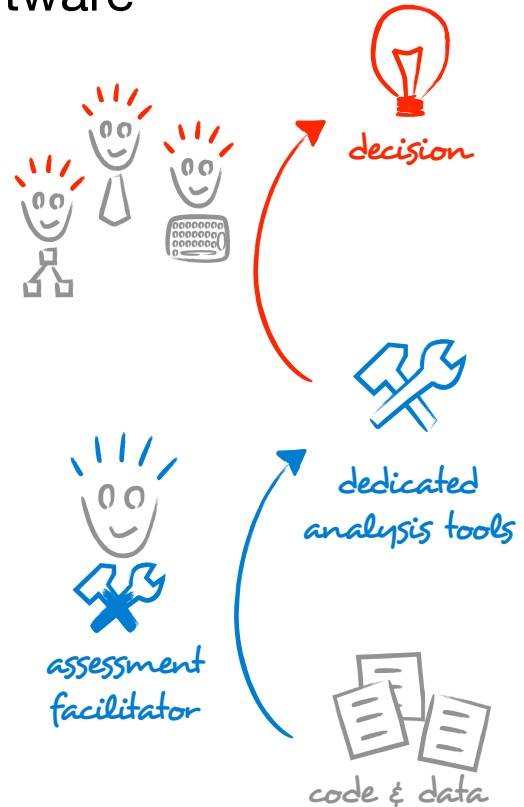 tware
decision
dedicated
analysis tools
assessment
facilitator
code & data